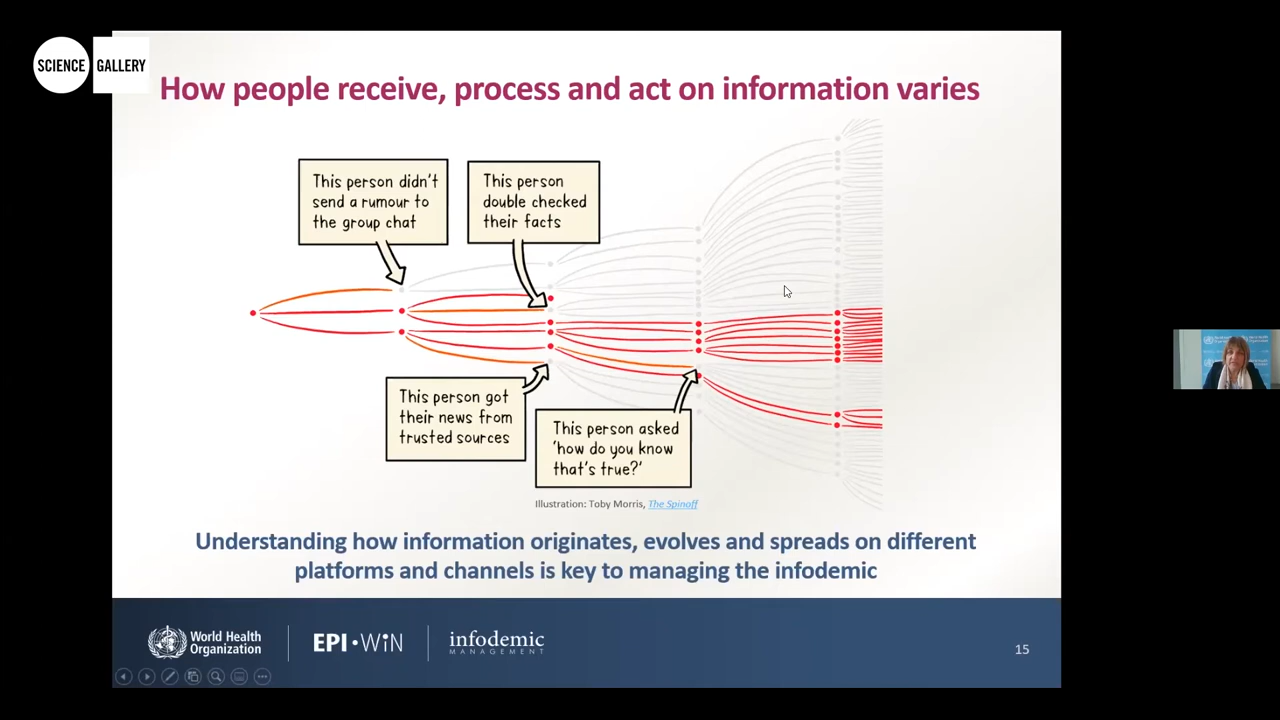 SCIENCE GALLERY
How people receive, process and act on information varies
This person didn't
send a rumour to
the group chat
This person
double checked
their facts
This person got
their news from
trusted sources
This person asked
'how do you know
that's true?'
Illustration: Toby Morris, The Spinoff
Understanding how information originates, evolves and spreads on different
platforms and channels is key to managing the infodemic
World Health
Organization
EPI•WiN
infodemic
MANAGEMENT
15